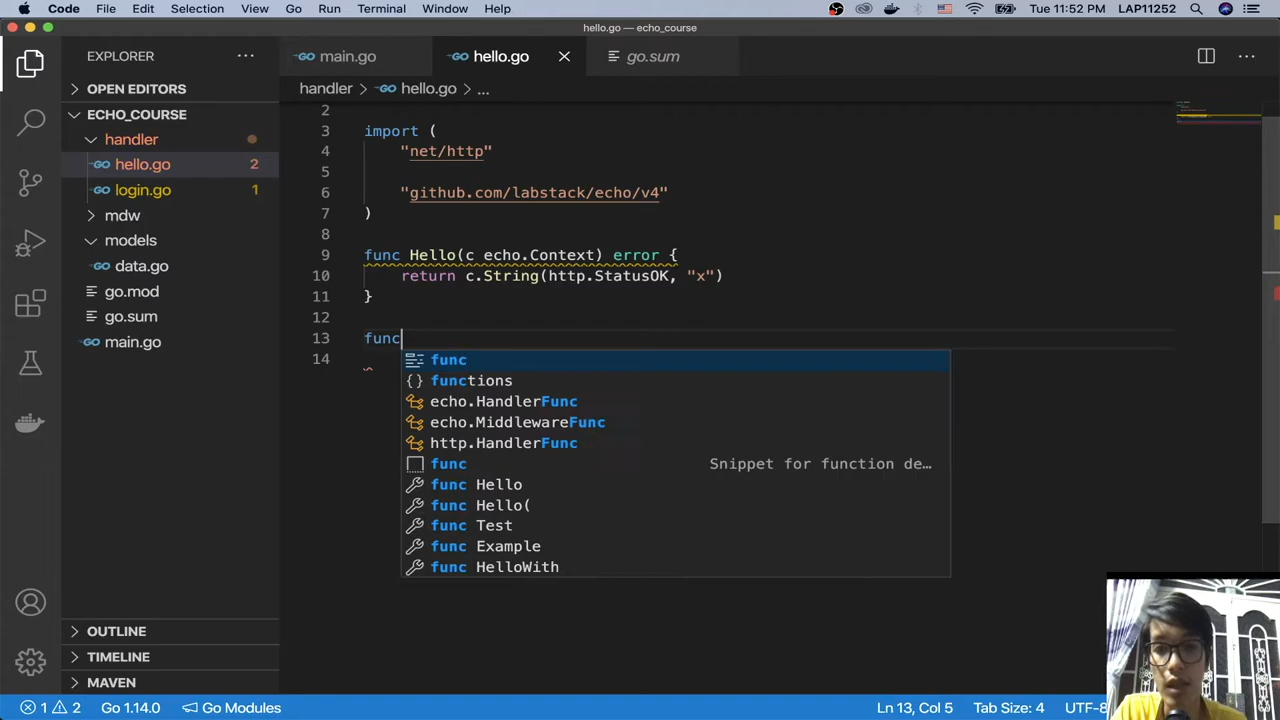 Code File Edit Selection View Go Run Terminal Window Help Tue 11:52 PM LAP11252
hello.go — echo_course
EXPLORER
OPEN EDITORS
ECHO_COURSE
handler
hello.go 2
login.go 1
mdw
models
data.go
go.mod
go.sum
main.go
OUTLINE
TIMELINE
MAVEN
main.go hello.go go.sum
handler > hello.go > ...
2
3 import (
4 "net/http"
5
6 "github.com/labstack/echo/v4"
7 )
8
9 func Hello(c echo.Context) error {
10 return c.String(http.StatusOK, "x")
11 }
12
13 func
14
func
functions
echo.HandlerFunc
echo.MiddlewareFunc
http.HandlerFunc
func Snippet for function de…
func Hello
func Hello(
func Test
func Example
func HelloWith
1 2 Go 1.14.0 Go Modules Ln 13, Col 5 Tab Size: 4 UTF-8